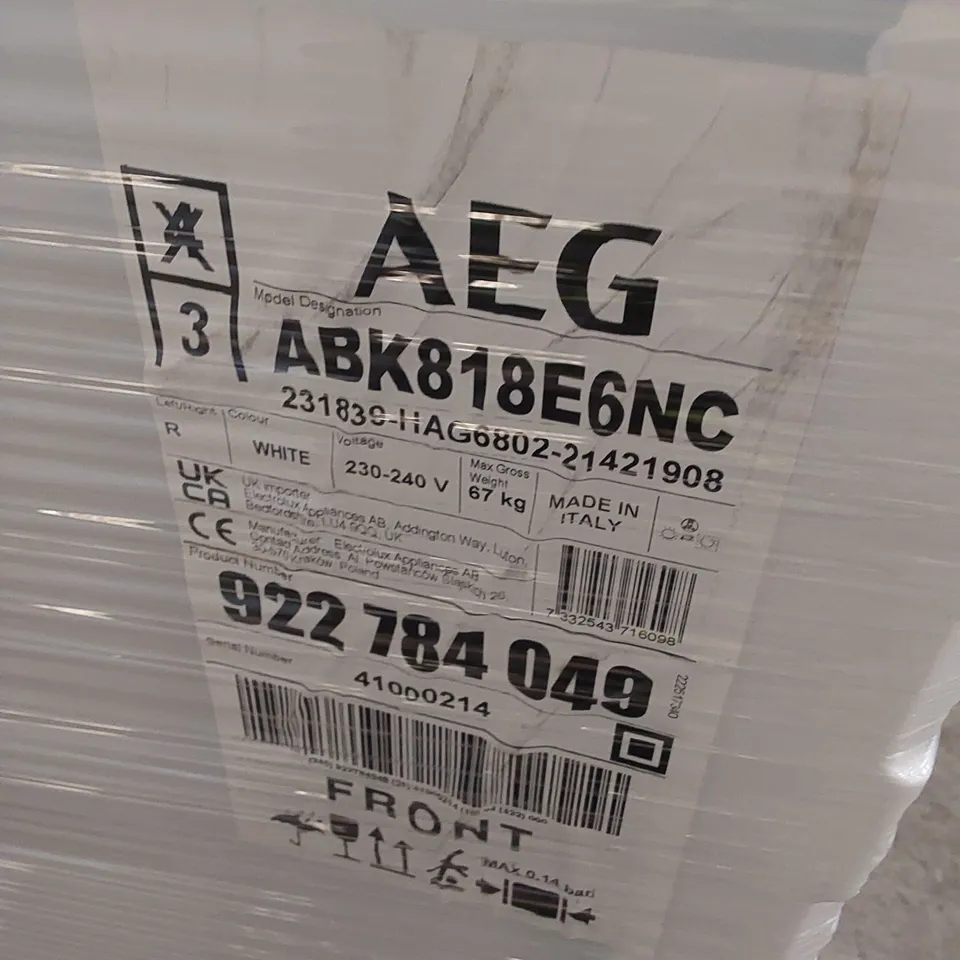 AEG
3
Model Designation
ABK818E6NC
231839-HAG6802-21421908
Left/Right
R
Colour
WHITE
Voltage
230-240 V
Max Gross
Weight
67 kg
MADE IN
ITALY
UK
CA
CE
UK importer
Electrolux Appliances AB, Addington Way, Luton,
Bedfordshire, LU4 9QQ, UK
Manufacturer Electrolux Appliances AB
Contact Address: Al. Powstańców Śląskich 26,
30-570 Kraków Poland
7 332543 716098
Product Number
922 784 049
22261734D
Serial Number
41000214
FRONT
MAX 0.14 bar